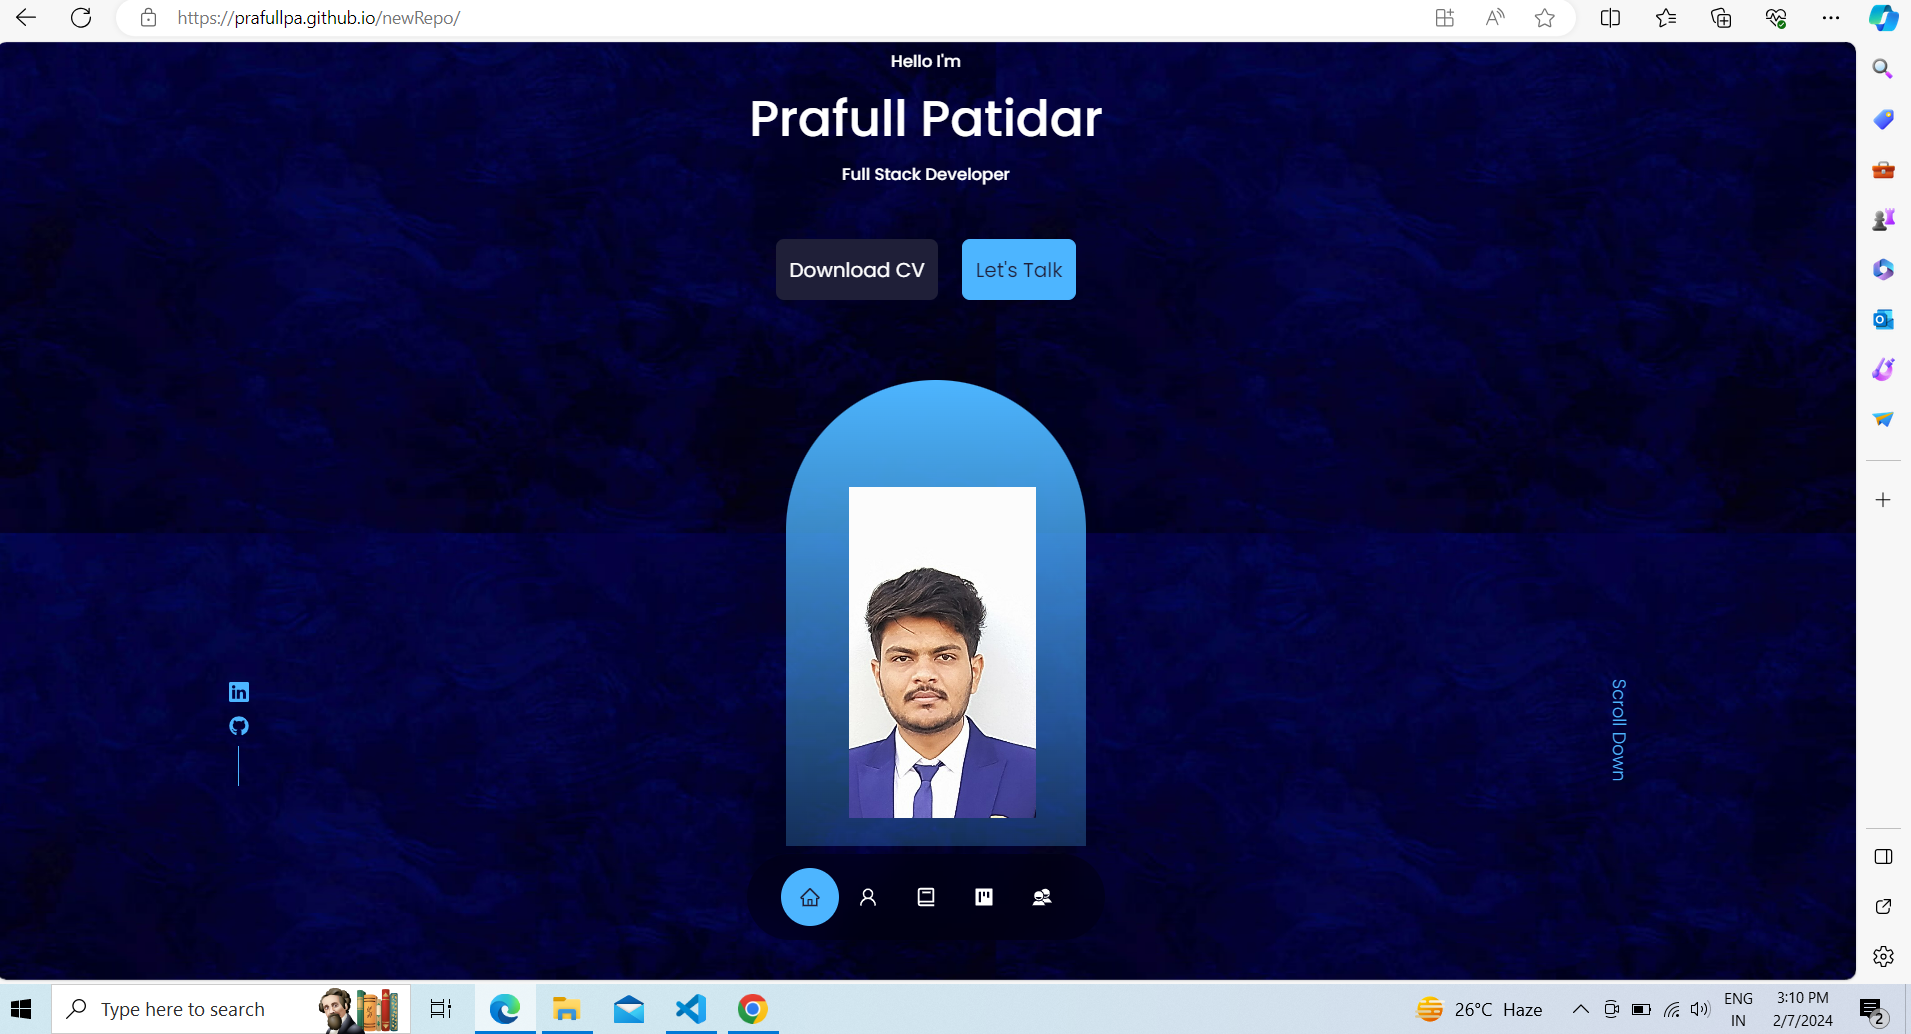 https://prafullpa.github.io/newRepo/
Hello I'm
Prafull Patidar
Full Stack Developer
Download CV
Let's Talk
Scroll Down
Type here to search
26°C Haze
ENG
IN
3:10 PM
2/7/2024
2